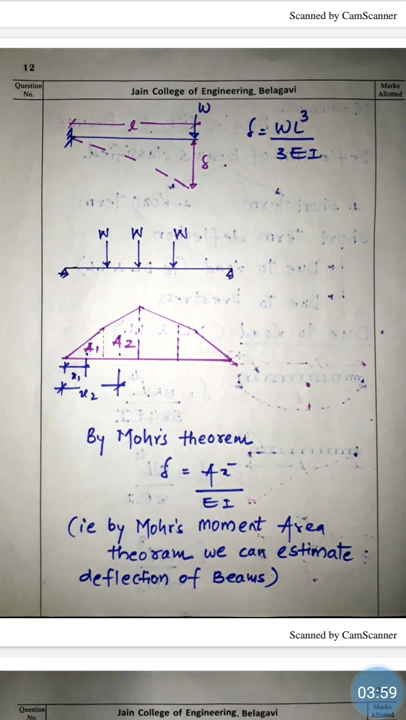 Scanned by CamScanner
12
Question
No.
Jain College of Engineering, Belagavi
Marks
Allotted
W
l
δ
δ = WL³
3EI
W W W
A1 A2
x1
x2
By Mohr's theorem
δ = Ax̄
EI
(ie by Mohr's moment Area
theoram we can estimate
deflection of Beams)
Scanned by CamScanner
03:59
Question
No.
Jain College of Engineering, Belagavi
Marks
Allotted